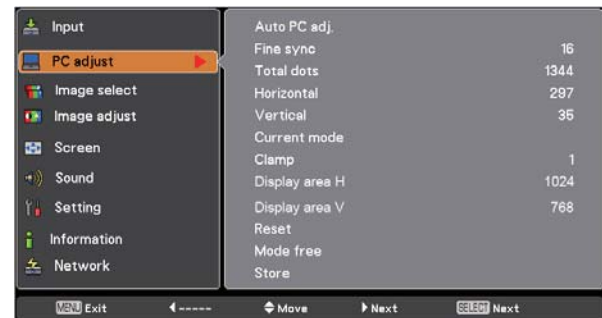 Input
PC adjust
Image select
Image adjust
Screen
Sound
Setting
Information
Network
Auto PC adj.
Fine sync 16
Total dots 1344
Horizontal 297
Vertical 35
Current mode
Clamp 1
Display area H 1024
Display area V 768
Reset
Mode free
Store
MENU Exit ----- Move Next SELECT Next